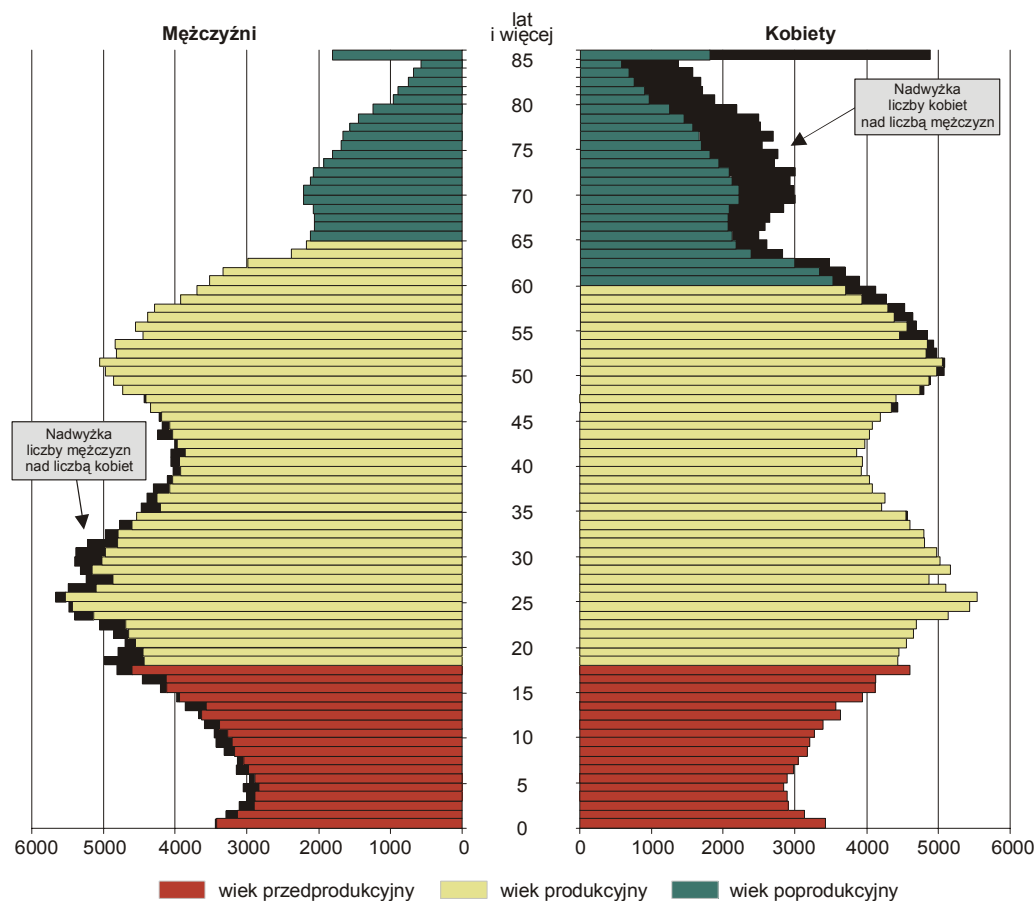 lat
i więcej
Mężczyźni
Kobiety
85
80
75
70
65
60
55
50
45
40
35
30
25
20
15
10
5
0
Nadwyżka
liczby kobiet
nad liczbą mężczyzn
Nadwyżka
liczby mężczyzn
nad liczbą kobiet
6000 5000 4000 3000 2000 1000 0
0 1000 2000 3000 4000 5000 6000
wiek przedprodukcyjny wiek produkcyjny wiek poprodukcyjny